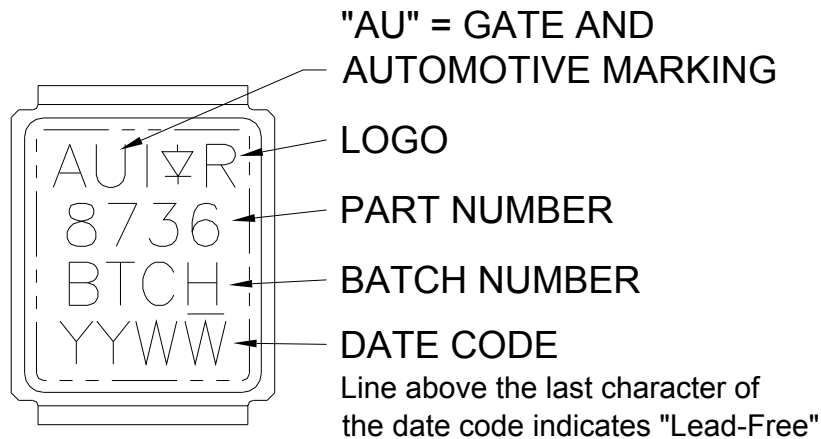 "AU" = GATE AND
AUTOMOTIVE MARKING
AUI R
LOGO
8736
PART NUMBER
BTCH
BATCH NUMBER
YYWW̅
DATE CODE
Line above the last character of
the date code indicates "Lead-Free"